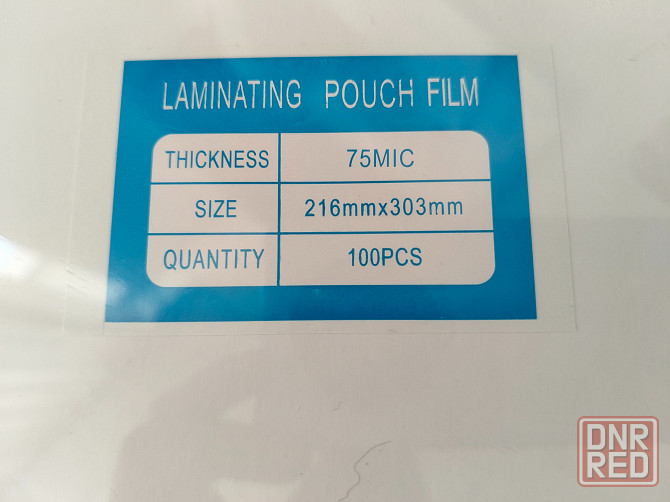 LAMINATING POUCH FILM
THICKNESS 75MIC
SIZE 216mmx303mm
QUANTITY 100PCS
DNR
RED